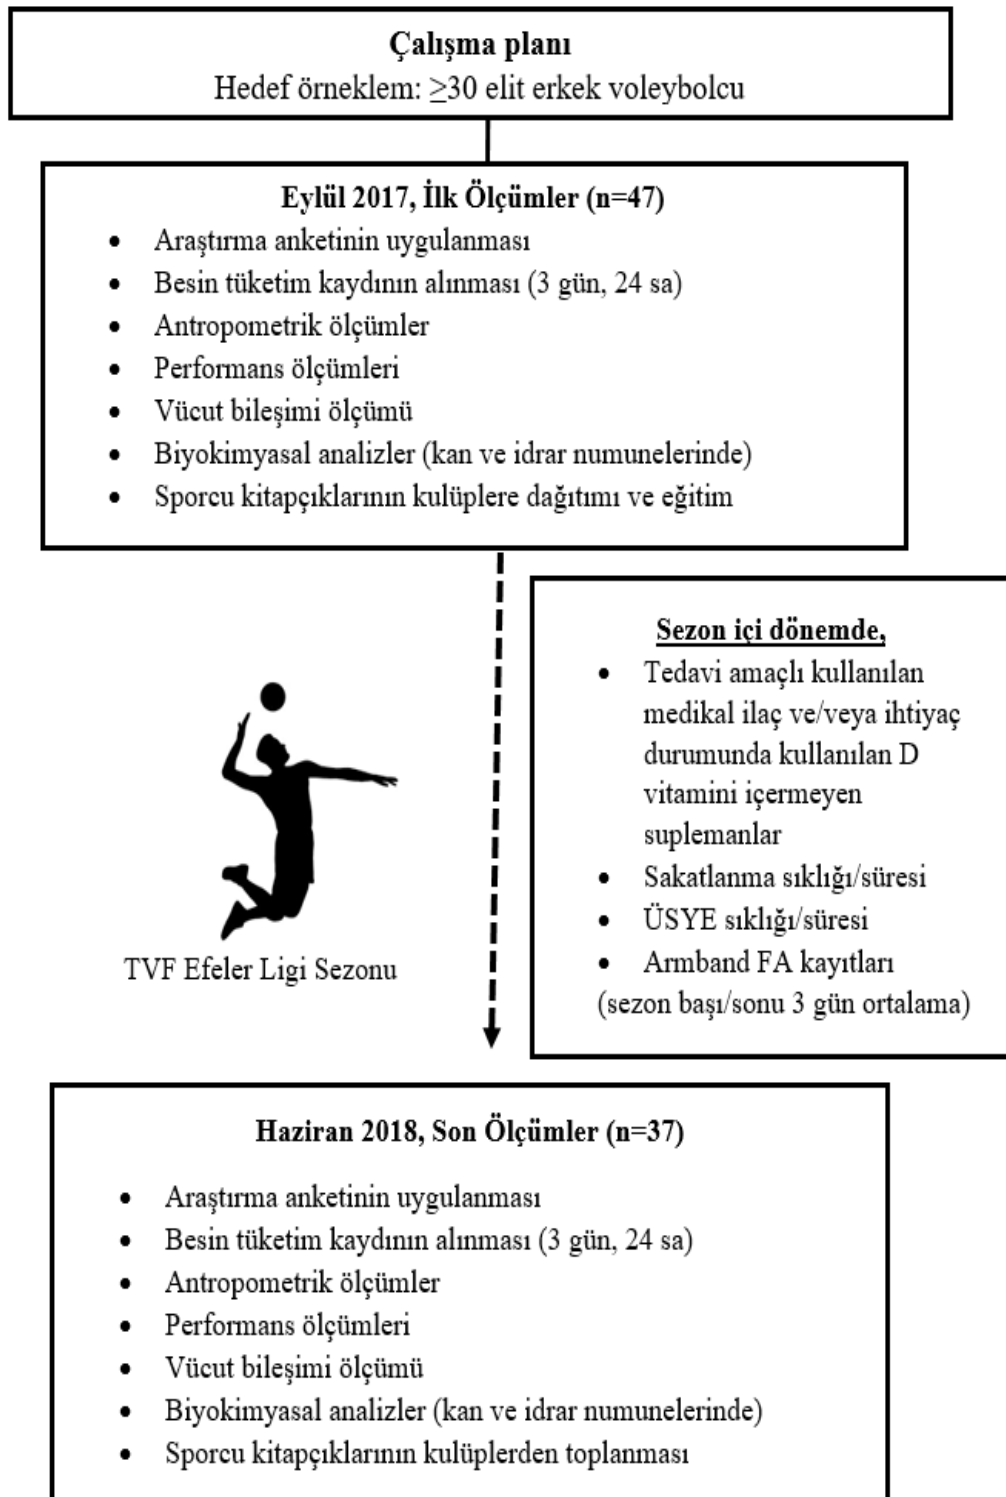 Çalışma planı
Hedef örneklem: ≥30 elit erkek voleybolcu
Eylül 2017, İlk Ölçümler (n=47)
• Araştırma anketinin uygulanması
• Besin tüketim kaydının alınması (3 gün, 24 sa)
• Antropometrik ölçümler
• Performans ölçümleri
• Vücut bileşimi ölçümü
• Biyokimyasal analizler (kan ve idrar numunelerinde)
• Sporcu kitapçıklarının kulüplere dağıtımı ve eğitim
Sezon içi dönemde,
• Tedavi amaçlı kullanılan
medikal ilaç ve/veya ihtiyaç
durumunda kullanılan D
vitamini içermeyen
suplemanlar
• Sakatlanma sıklığı/süresi
• ÜSYE sıklığı/süresi
• Armband FA kayıtları
(sezon başı/sonu 3 gün ortalama)
TVF Efeler Ligi Sezonu
Haziran 2018, Son Ölçümler (n=37)
• Araştırma anketinin uygulanması
• Besin tüketim kaydının alınması (3 gün, 24 sa)
• Antropometrik ölçümler
• Performans ölçümleri
• Vücut bileşimi ölçümü
• Biyokimyasal analizler (kan ve idrar numunelerinde)
• Sporcu kitapçıklarının kulüplerden toplanması